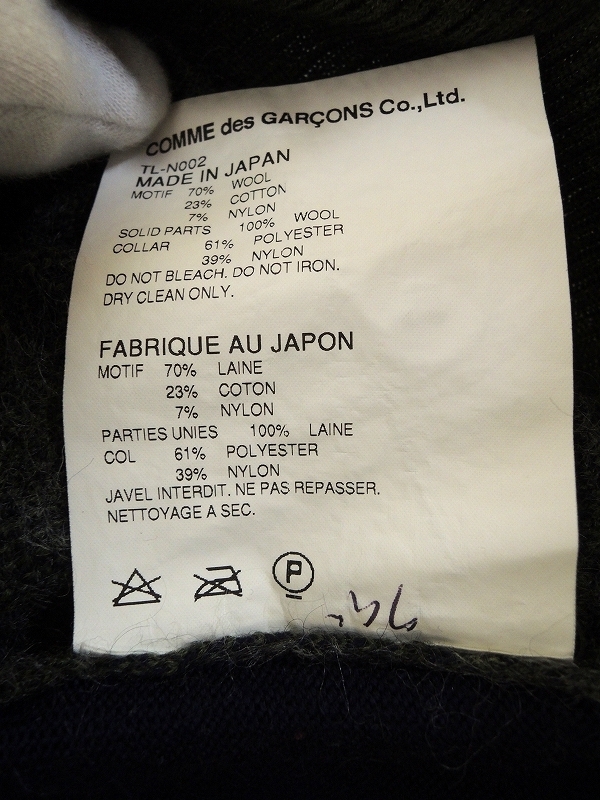 COMME des GARÇONS Co.,Ltd.
TL-N002
MADE IN JAPAN
MOTIF 70% WOOL
23% COTTON
7% NYLON
SOLID PARTS 100% WOOL
COLLAR 61% POLYESTER
39% NYLON
DO NOT BLEACH. DO NOT IRON.
DRY CLEAN ONLY.
FABRIQUE AU JAPON
MOTIF 70% LAINE
23% COTON
7% NYLON
PARTIES UNIES 100% LAINE
COL 61% POLYESTER
39% NYLON
JAVEL INTERDIT. NE PAS REPASSER.
NETTOYAGE A SEC.
P